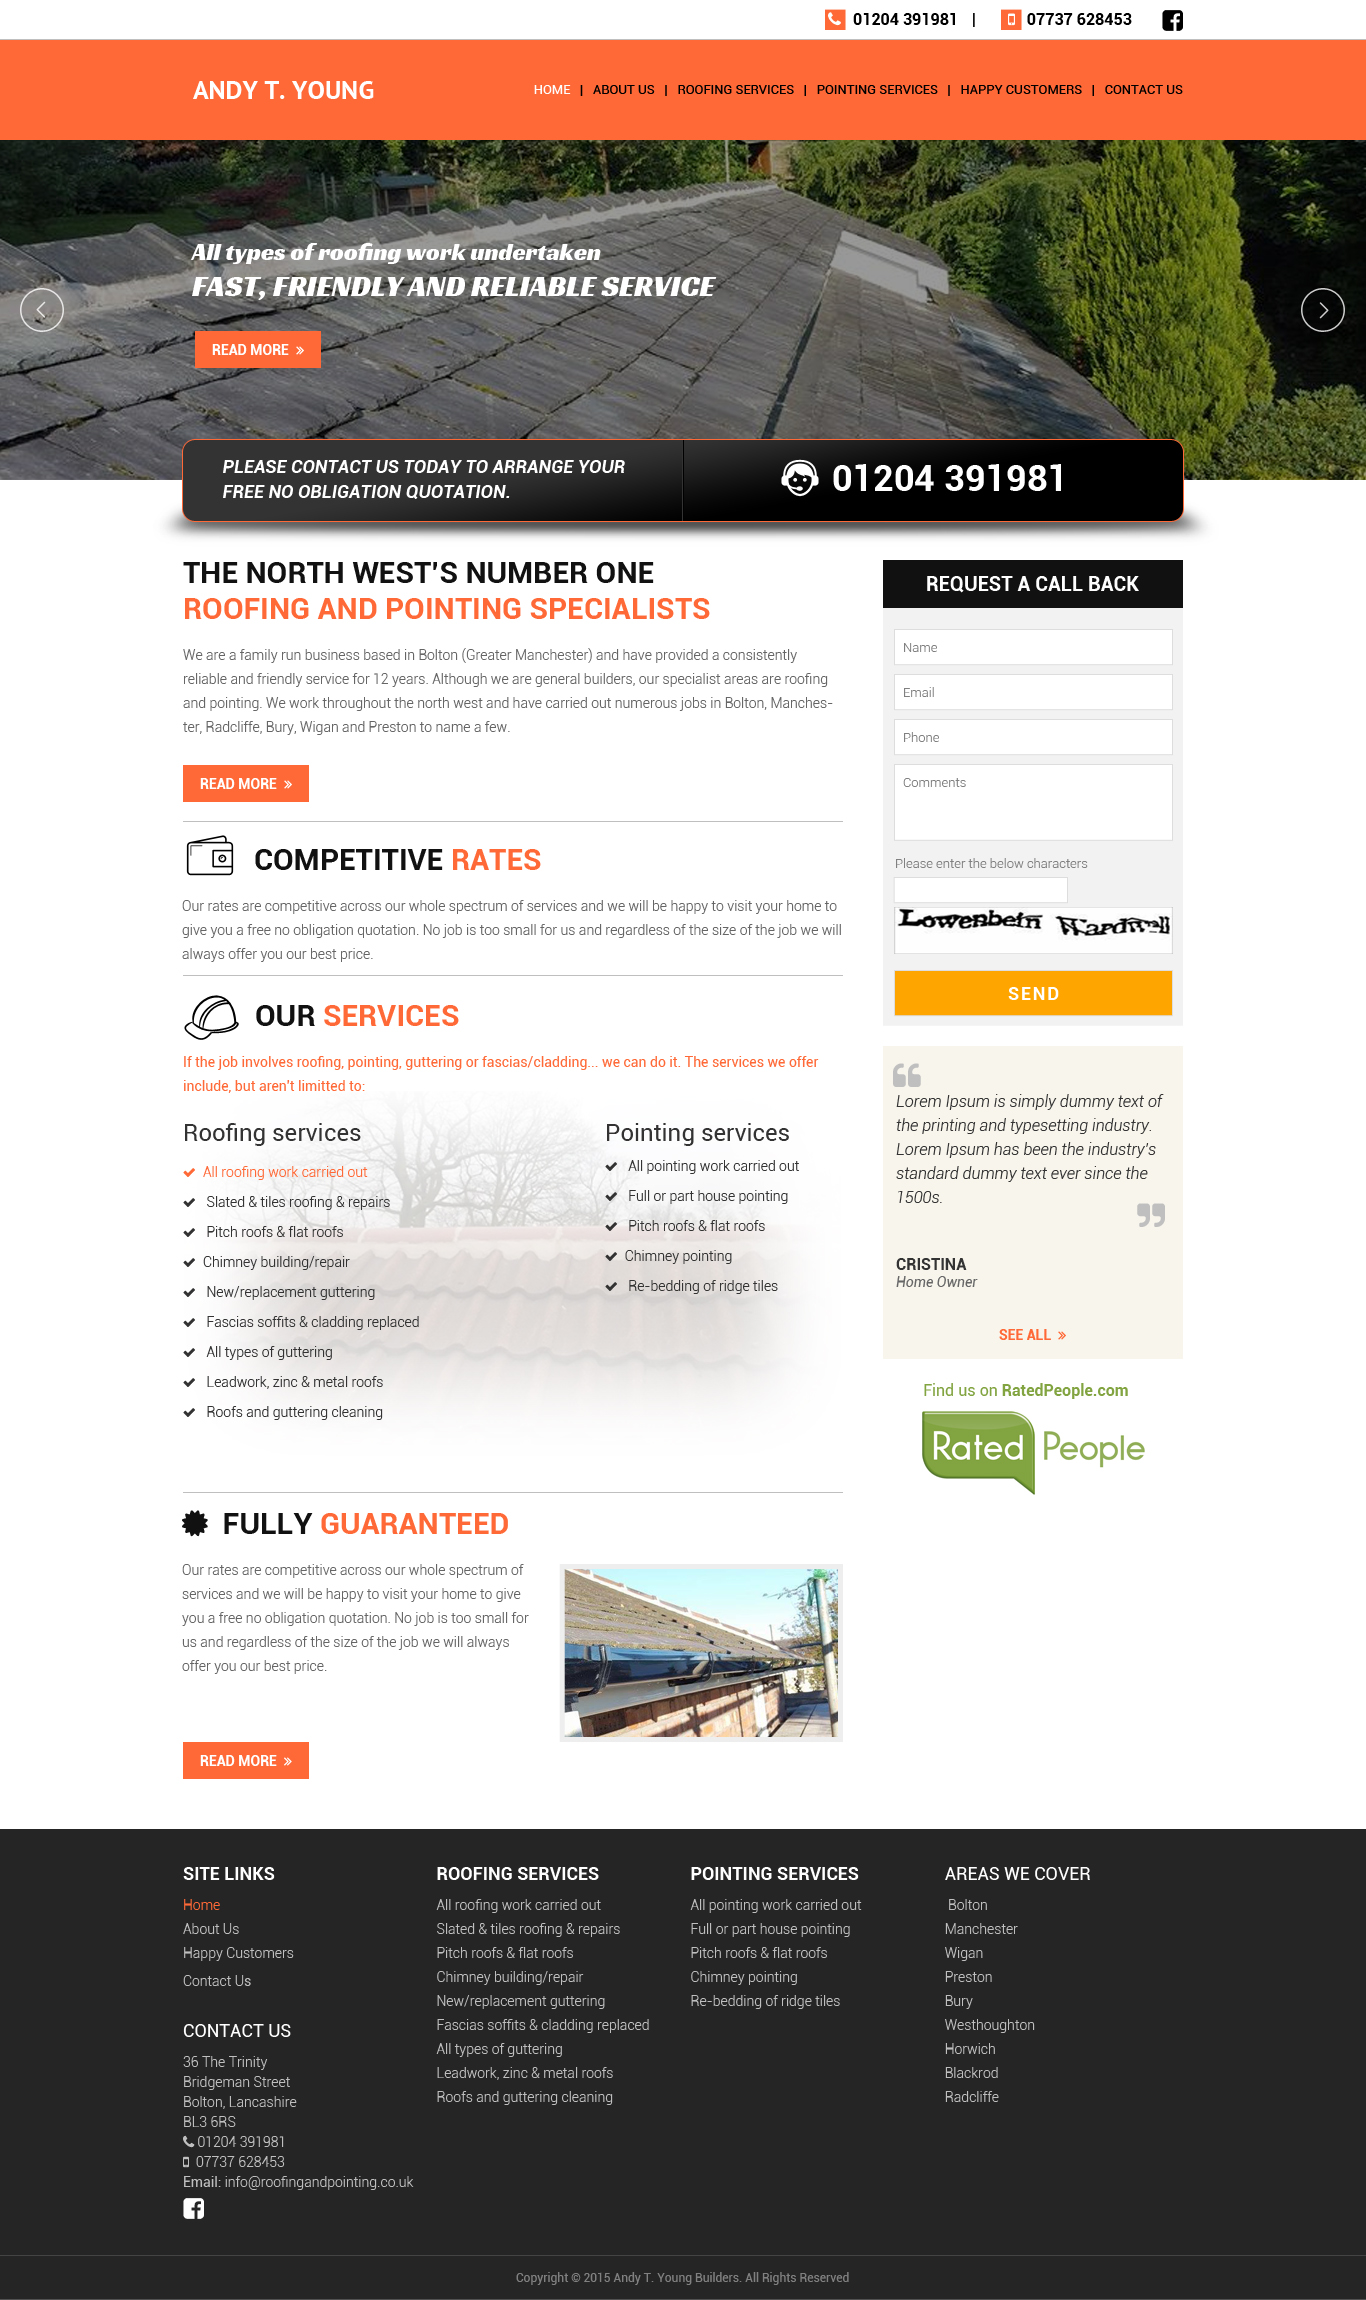 01204 391981 | 07737 628453
ANDY T. YOUNG
HOME | ABOUT US | ROOFING SERVICES | POINTING SERVICES | HAPPY CUSTOMERS | CONTACT US
All types of roofing work undertaken
FAST, FRIENDLY AND RELIABLE SERVICE
READ MORE »
PLEASE CONTACT US TODAY TO ARRANGE YOUR
FREE NO OBLIGATION QUOTATION.
01204 391981
THE NORTH WEST'S NUMBER ONE
ROOFING AND POINTING SPECIALISTS
We are a family run business based in Bolton (Greater Manchester) and have provided a consistently
reliable and friendly service for 12 years. Although we are general builders, our specialist areas are roofing
and pointing. We work throughout the north west and have carried out numerous jobs in Bolton, Manches-
ter, Radcliffe, Bury, Wigan and Preston to name a few.
READ MORE »
COMPETITIVE RATES
Our rates are competitive across our whole spectrum of services and we will be happy to visit your home to
give you a free no obligation quotation. No job is too small for us and regardless of the size of the job we will
always offer you our best price.
OUR SERVICES
If the job involves roofing, pointing, guttering or fascias/cladding... we can do it. The services we offer
include, but aren't limitted to:
Roofing services
All roofing work carried out
Slated & tiles roofing & repairs
Pitch roofs & flat roofs
Chimney building/repair
New/replacement guttering
Fascias soffits & cladding replaced
All types of guttering
Leadwork, zinc & metal roofs
Roofs and guttering cleaning
Pointing services
All pointing work carried out
Full or part house pointing
Pitch roofs & flat roofs
Chimney pointing
Re-bedding of ridge tiles
FULLY GUARANTEED
Our rates are competitive across our whole spectrum of
services and we will be happy to visit your home to give
you a free no obligation quotation. No job is too small for
us and regardless of the size of the job we will always
offer you our best price.
READ MORE »
REQUEST A CALL BACK
Name
Email
Phone
Comments
Please enter the below characters
Lowenbein Wardwell
SEND
“
Lorem Ipsum is simply dummy text of
the printing and typesetting industry.
Lorem Ipsum has been the industry's
standard dummy text ever since the
1500s.
”
CRISTINA
Home Owner
SEE ALL »
Find us on RatedPeople.com
Rated People
SITE LINKS
Home
About Us
Happy Customers
Contact Us
CONTACT US
36 The Trinity
Bridgeman Street
Bolton, Lancashire
BL3 6RS
01204 391981
07737 628453
Email: info@roofingandpointing.co.uk
ROOFING SERVICES
All roofing work carried out
Slated & tiles roofing & repairs
Pitch roofs & flat roofs
Chimney building/repair
New/replacement guttering
Fascias soffits & cladding replaced
All types of guttering
Leadwork, zinc & metal roofs
Roofs and guttering cleaning
POINTING SERVICES
All pointing work carried out
Full or part house pointing
Pitch roofs & flat roofs
Chimney pointing
Re-bedding of ridge tiles
AREAS WE COVER
Bolton
Manchester
Wigan
Preston
Bury
Westhoughton
Horwich
Blackrod
Radcliffe
Copyright © 2015 Andy T. Young Builders. All Rights Reserved